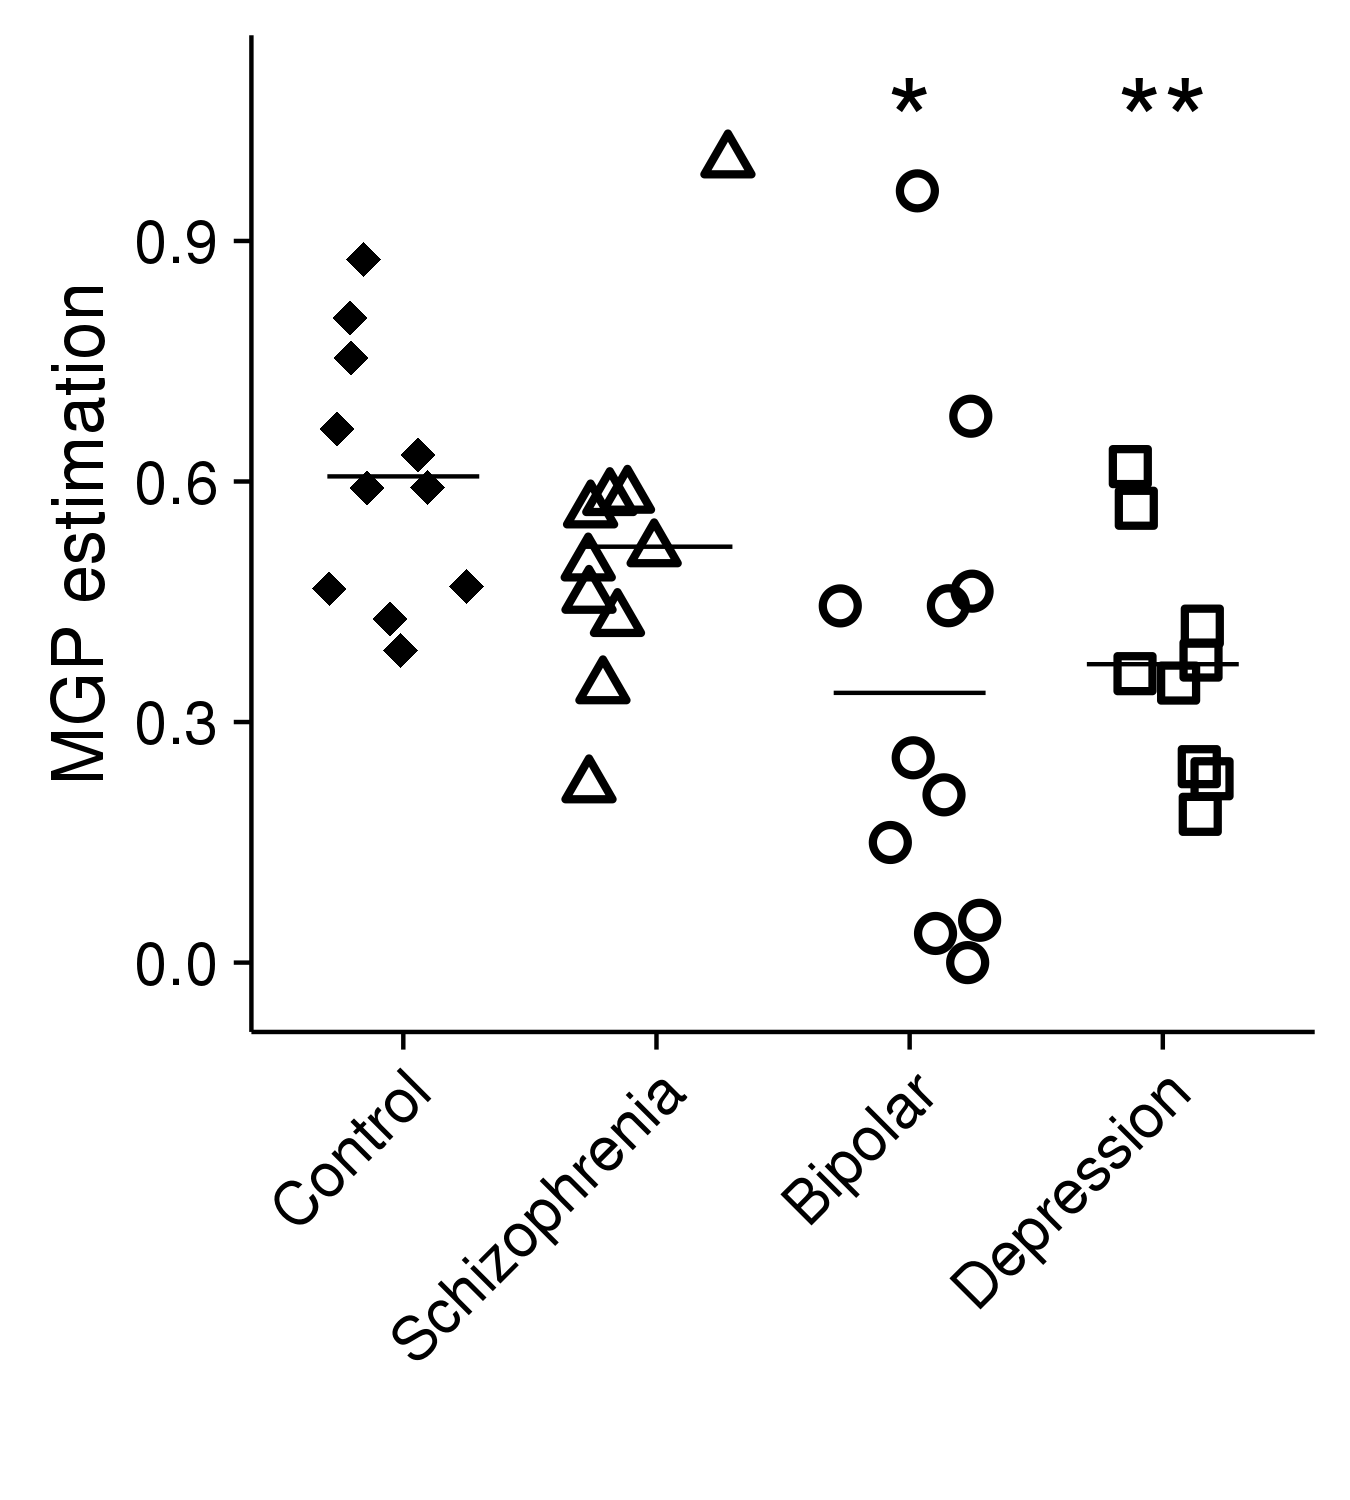 * **
MGP estimation
0.9
0.6
0.3
0.0
Control
Schizophrenia
Bipolar
Depression